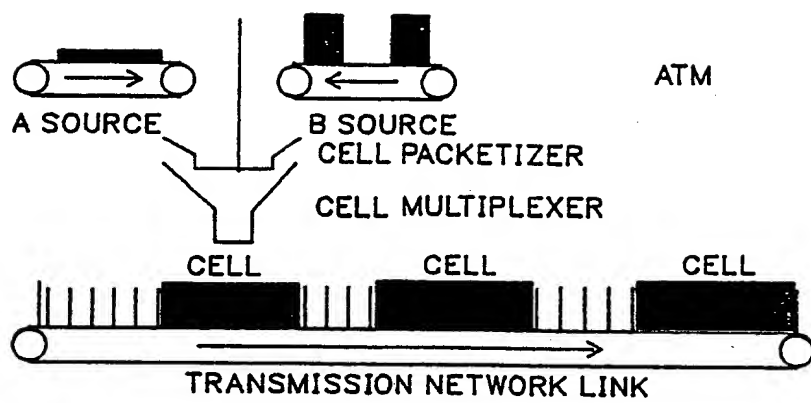 ATM
A SOURCE
B SOURCE
CELL PACKETIZER
CELL MULTIPLEXER
CELL
CELL
CELL
TRANSMISSION NETWORK LINK